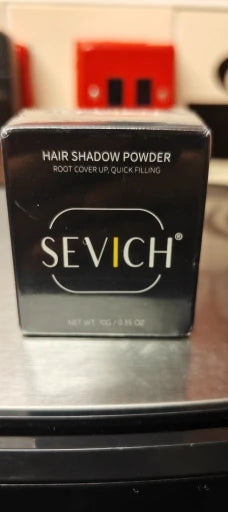 HAIR SHADOW POWDER
ROOT COVER UP, QUICK FILLING
SEVICH®
NET WT. 10G / 0.35 OZ